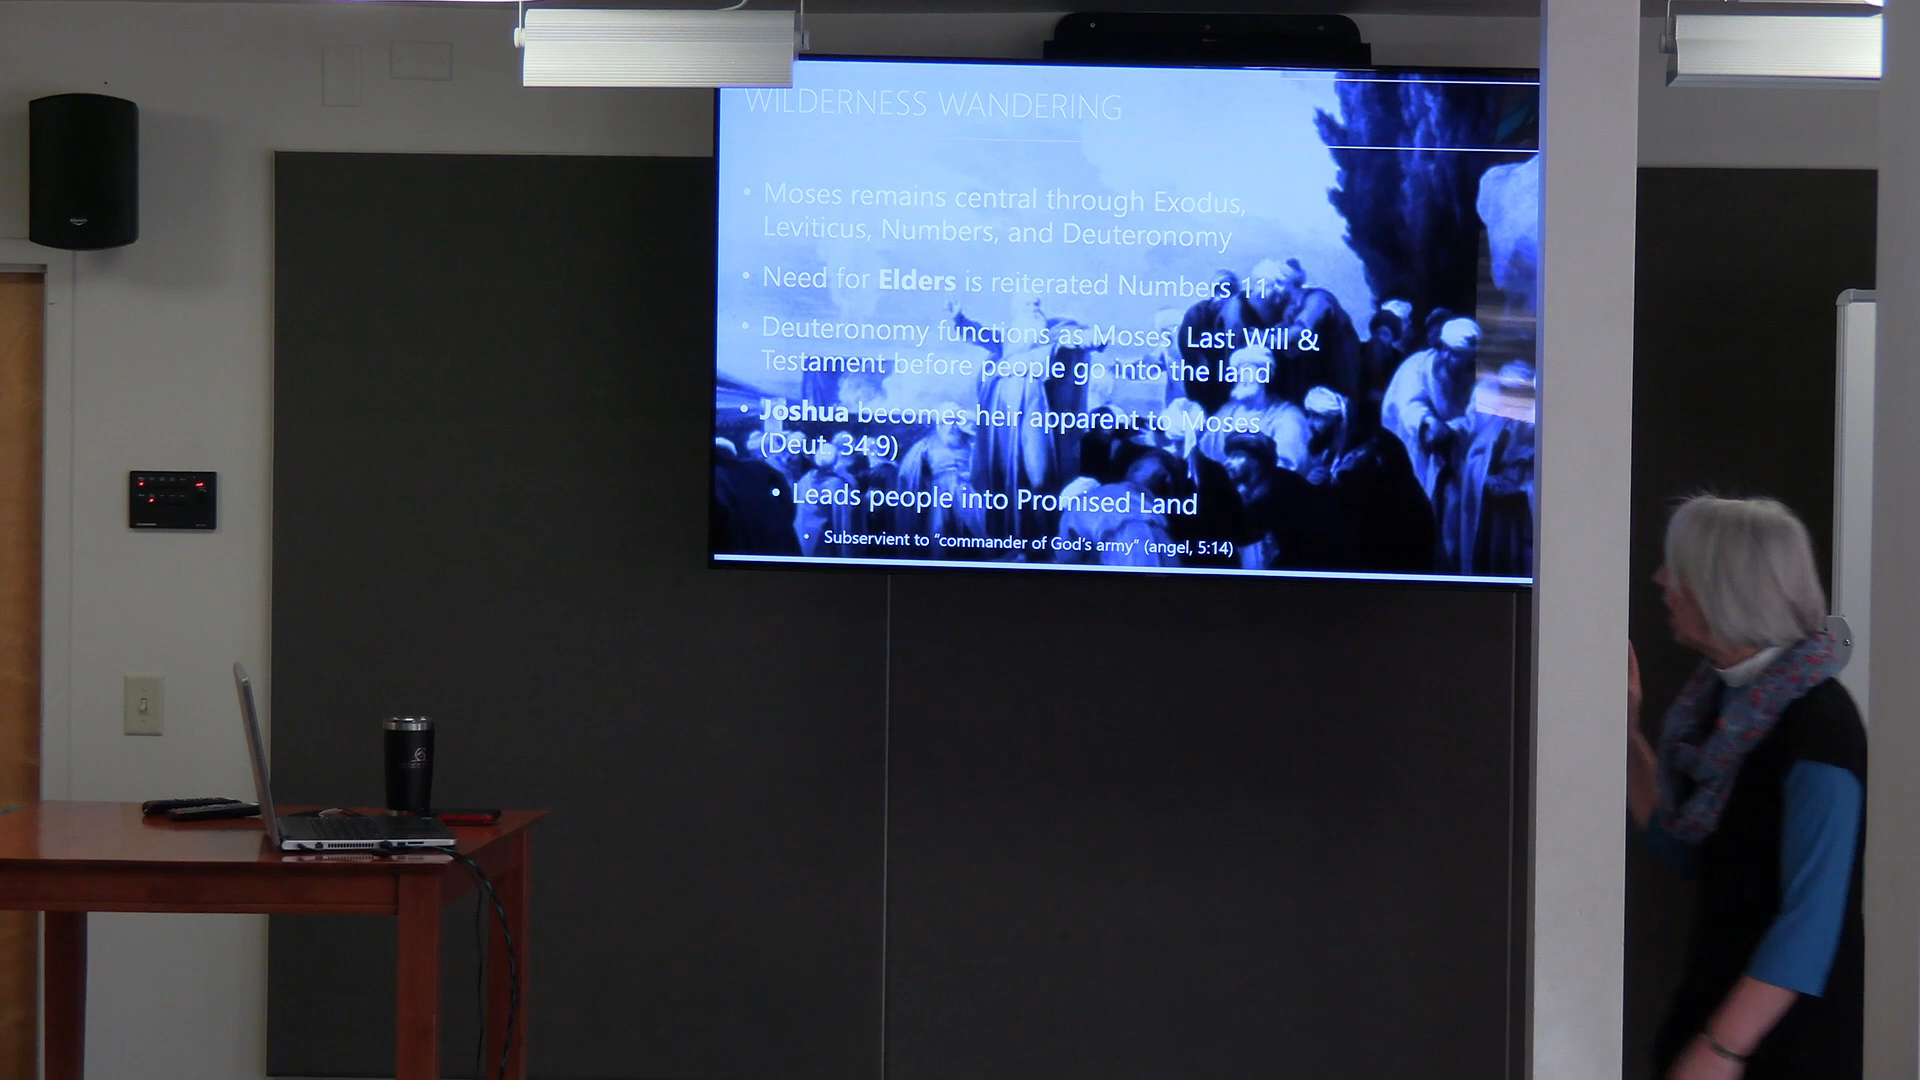 WILDERNESS WANDERING
• Moses remains central through Exodus,
Leviticus, Numbers, and Deuteronomy
• Need for Elders is reiterated Numbers 11
• Deuteronomy functions as Moses' Last Will &
Testament before people go into the land
• Joshua becomes heir apparent to Moses
(Deut. 34:9)
• Leads people into Promised Land
• Subservient to "commander of God's army" (angel, 5:14)